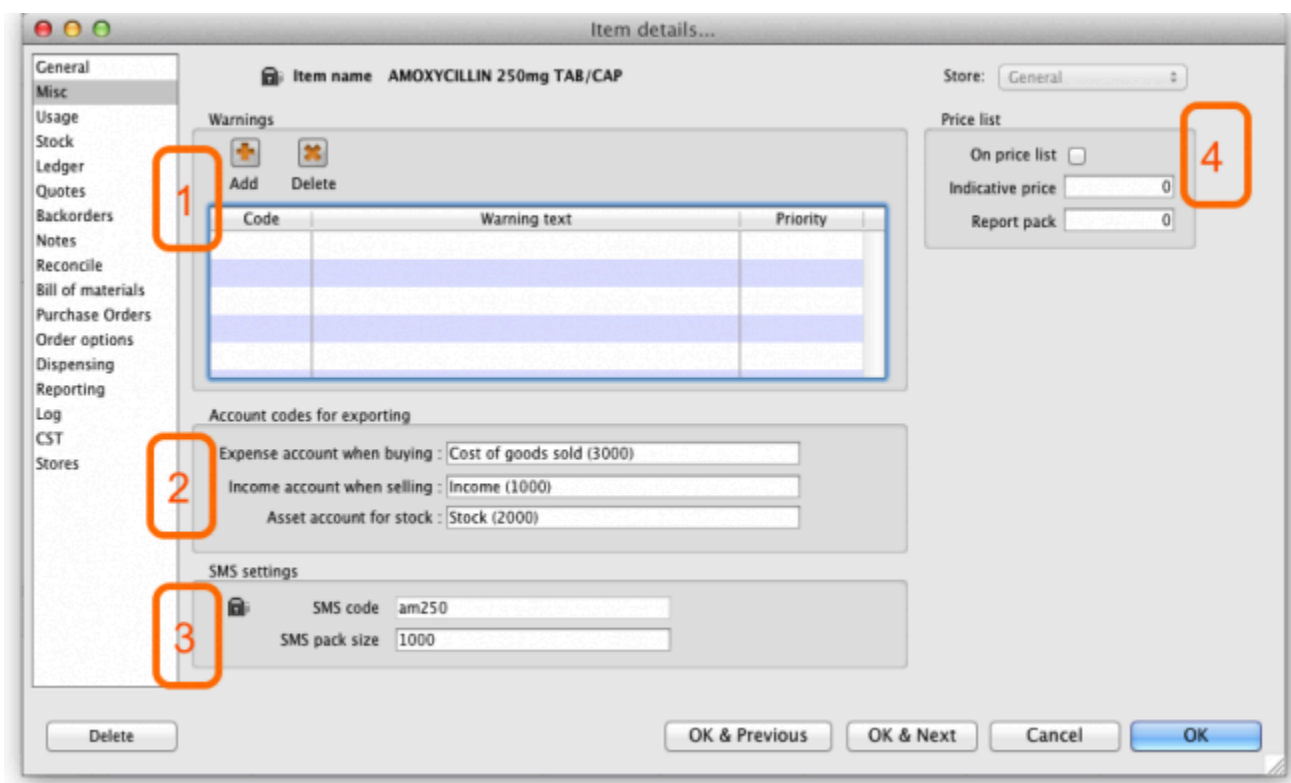 Item details...
General
Misc
Usage
Stock
Ledger
Quotes
Backorders
Notes
Reconcile
Bill of materials
Purchase Orders
Order options
Dispensing
Reporting
Log
CST
Stores
Item name AMOXYCILLIN 250mg TAB/CAP
Store: General
Warnings
1
Add Delete
Code Warning text Priority
Price list
4
On price list
Indicative price 0
Report pack 0
Account codes for exporting
2
Expense account when buying : Cost of goods sold (3000)
Income account when selling : Income (1000)
Asset account for stock : Stock (2000)
SMS settings
3
SMS code am250
SMS pack size 1000
Delete OK & Previous OK & Next Cancel OK